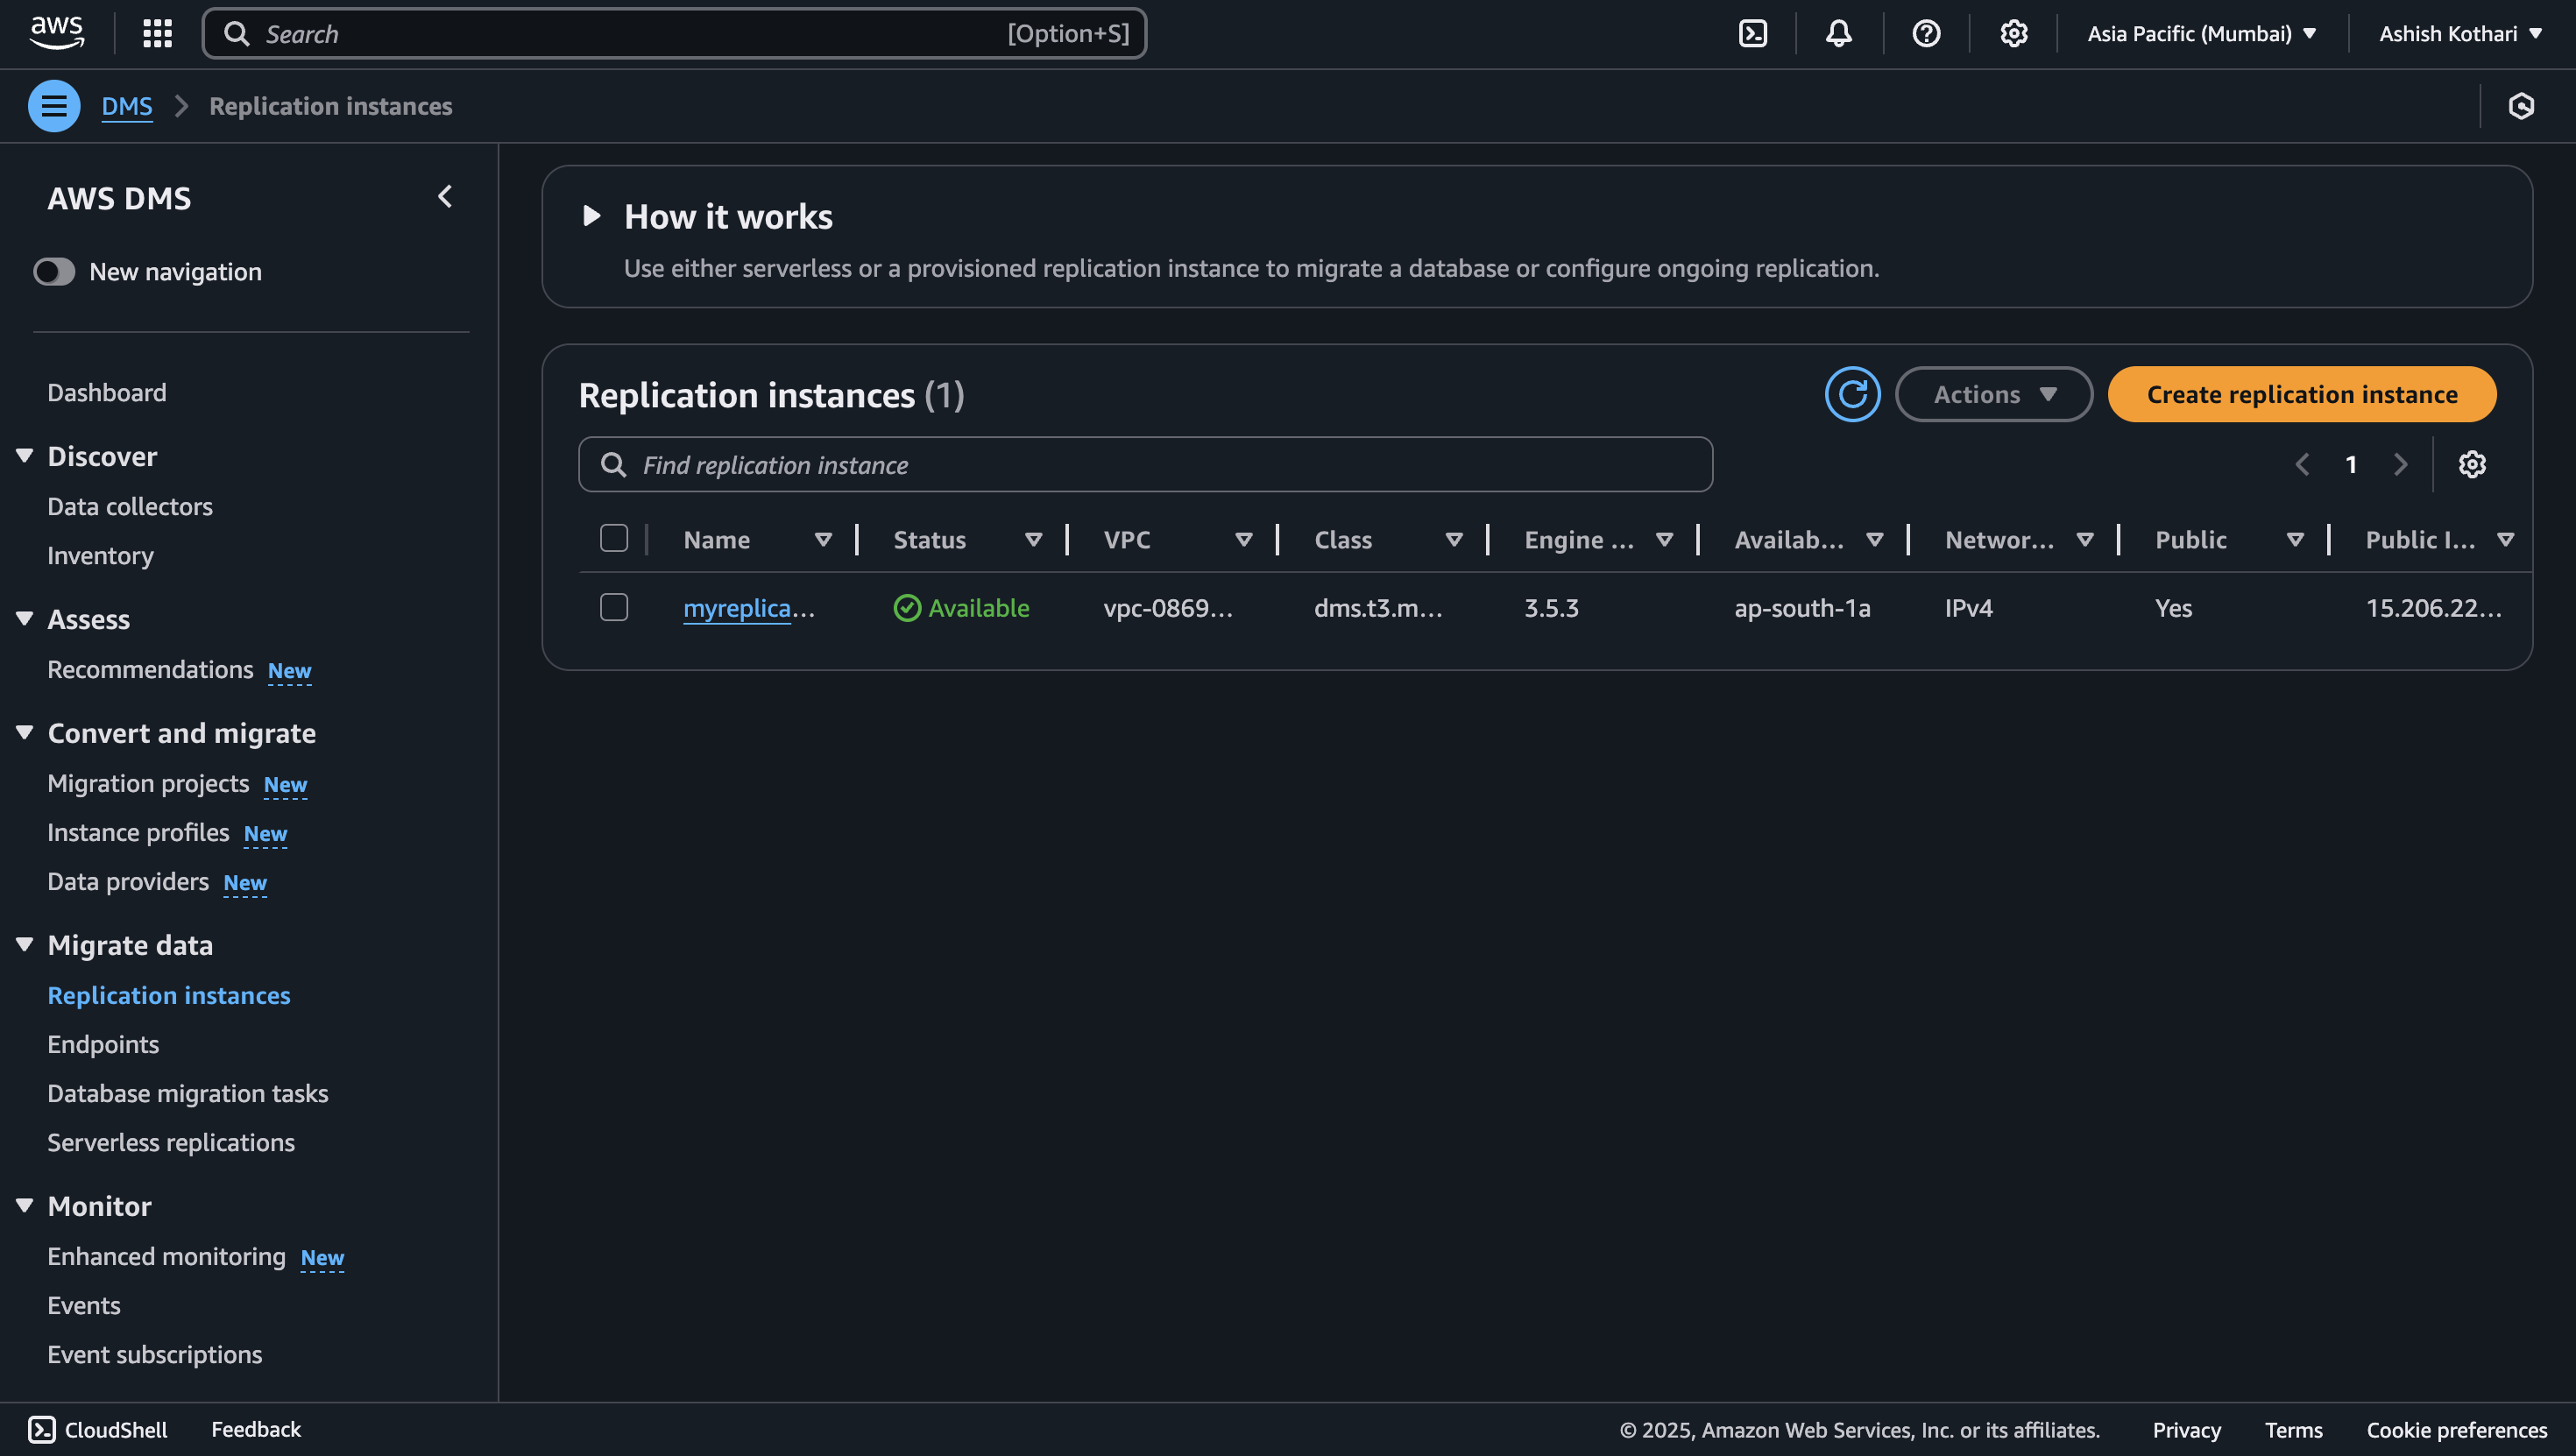 aws
Search [Option+S] Asia Pacific (Mumbai) Ashish Kothari
DMS Replication instances
AWS DMS
New navigation
Dashboard
Discover
Data collectors
Inventory
Assess
Recommendations New
Convert and migrate
Migration projects New
Instance profiles New
Data providers New
Migrate data
Replication instances
Endpoints
Database migration tasks
Serverless replications
Monitor
Enhanced monitoring New
Events
Event subscriptions
How it works
Use either serverless or a provisioned replication instance to migrate a database or configure ongoing replication.
Replication instances (1) Actions Create replication instance
Find replication instance 1
Name Status VPC Class Engine ... Availab... Networ... Public Public I...
myreplica... Available vpc-0869... dms.t3.m... 3.5.3 ap-south-1a IPv4 Yes 15.206.22...
CloudShell Feedback © 2025, Amazon Web Services, Inc. or its affiliates. Privacy Terms Cookie preferences